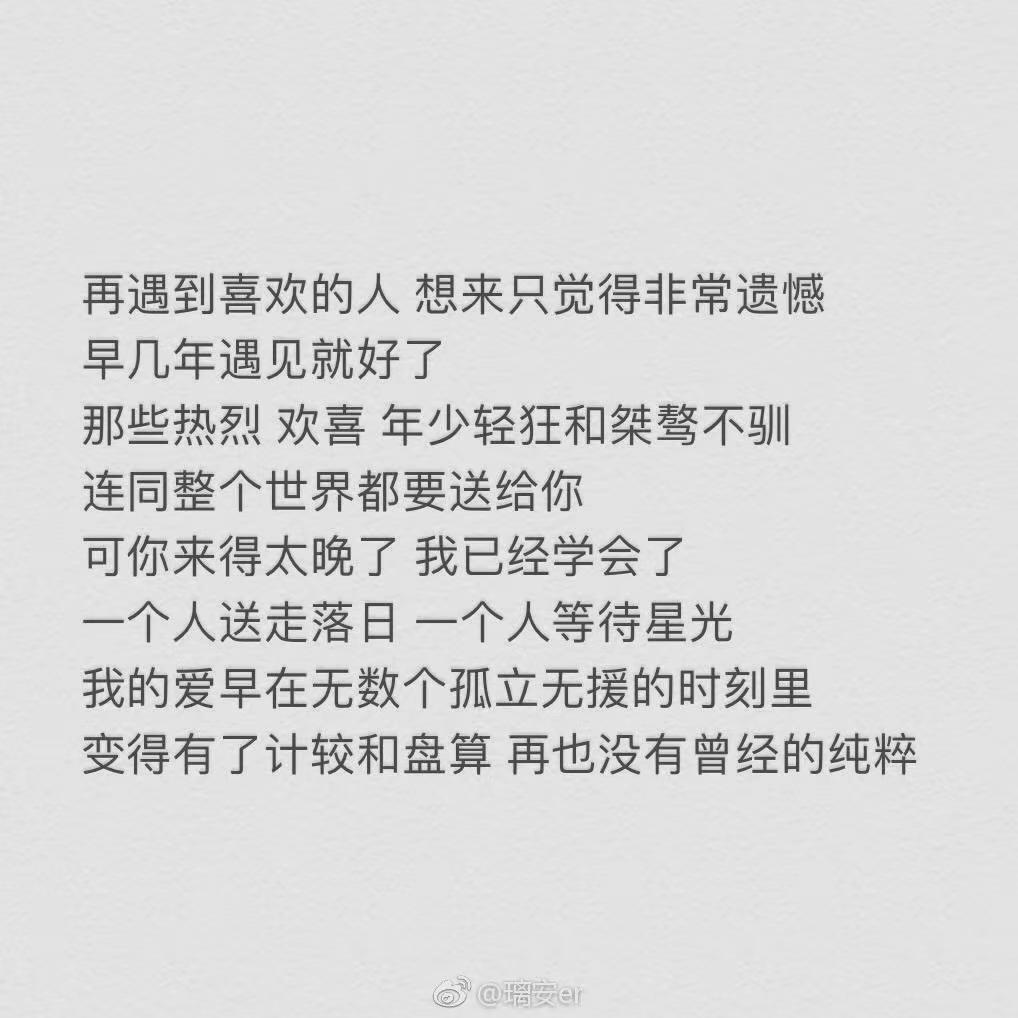 再遇到喜欢的人 想来只觉得非常遗憾
早几年遇见就好了
那些热烈 欢喜 年少轻狂和桀骜不驯
连同整个世界都要送给你
可你来得太晚了 我已经学会了
一个人送走落日 一个人等待星光
我的爱早在无数个孤立无援的时刻里
变得有了计较和盘算 再也没有曾经的纯粹
@璃安er